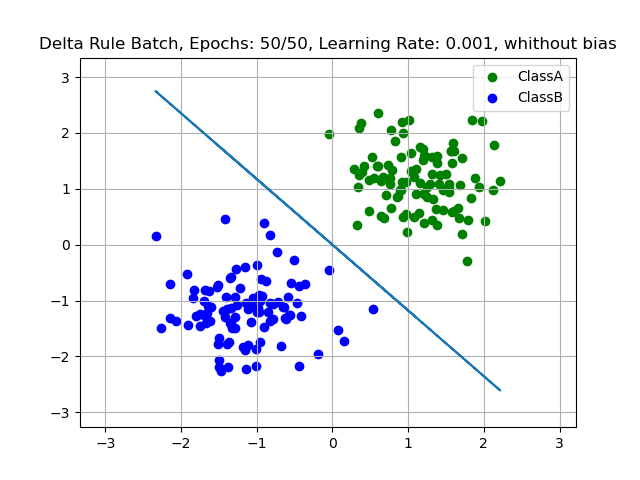 Delta Rule Batch, Epochs: 50/50, Learning Rate: 0.001, whithout bias
3
2
1
0
−1
−2
−3
ClassA
ClassB
−3 −2 −1 0 1 2 3